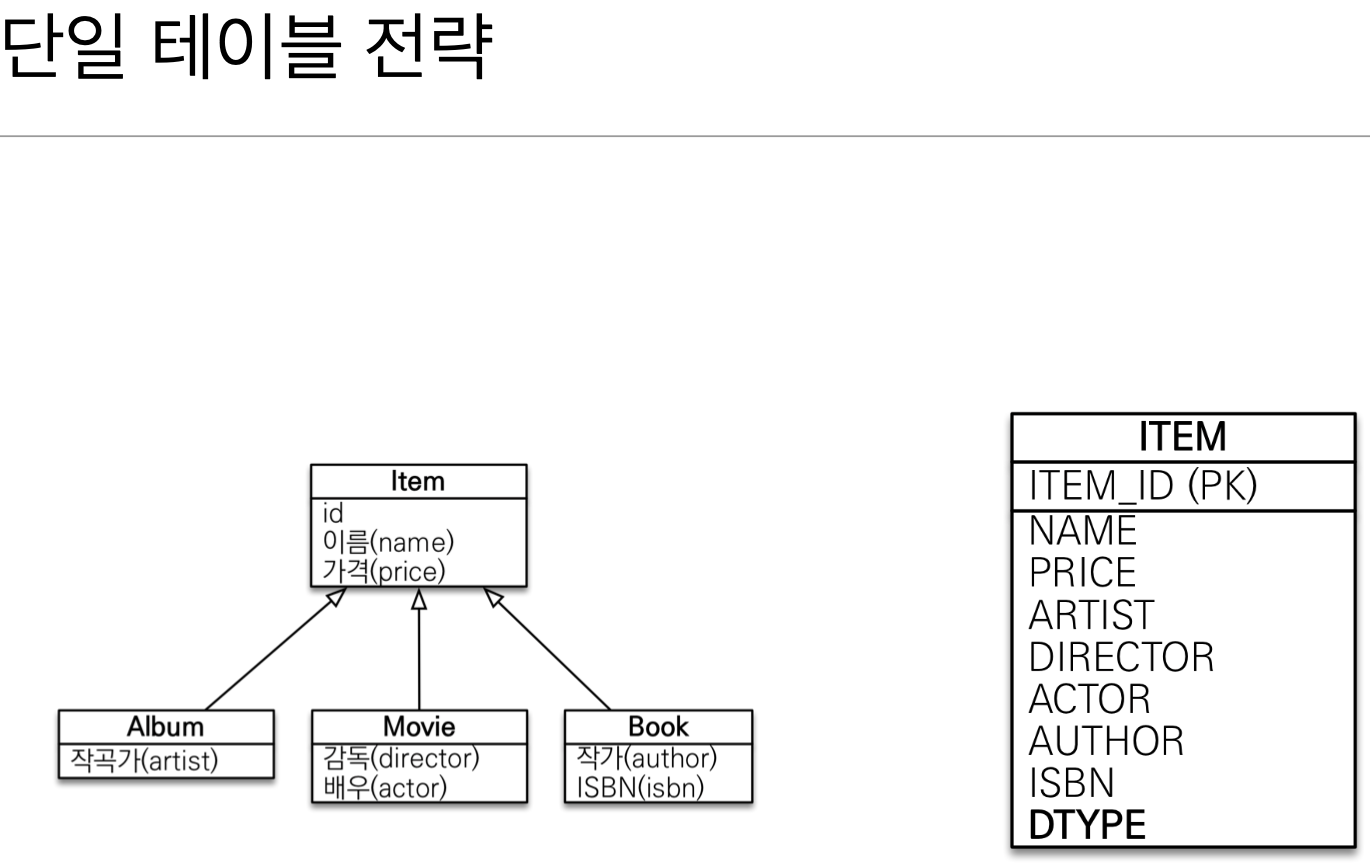 단일 테이블 전략
Item
id
이름(name)
가격(price)
Album
작곡가(artist)
Movie
감독(director)
배우(actor)
Book
작가(author)
ISBN(isbn)
ITEM
ITEM_ID (PK)
NAME
PRICE
ARTIST
DIRECTOR
ACTOR
AUTHOR
ISBN
DTYPE